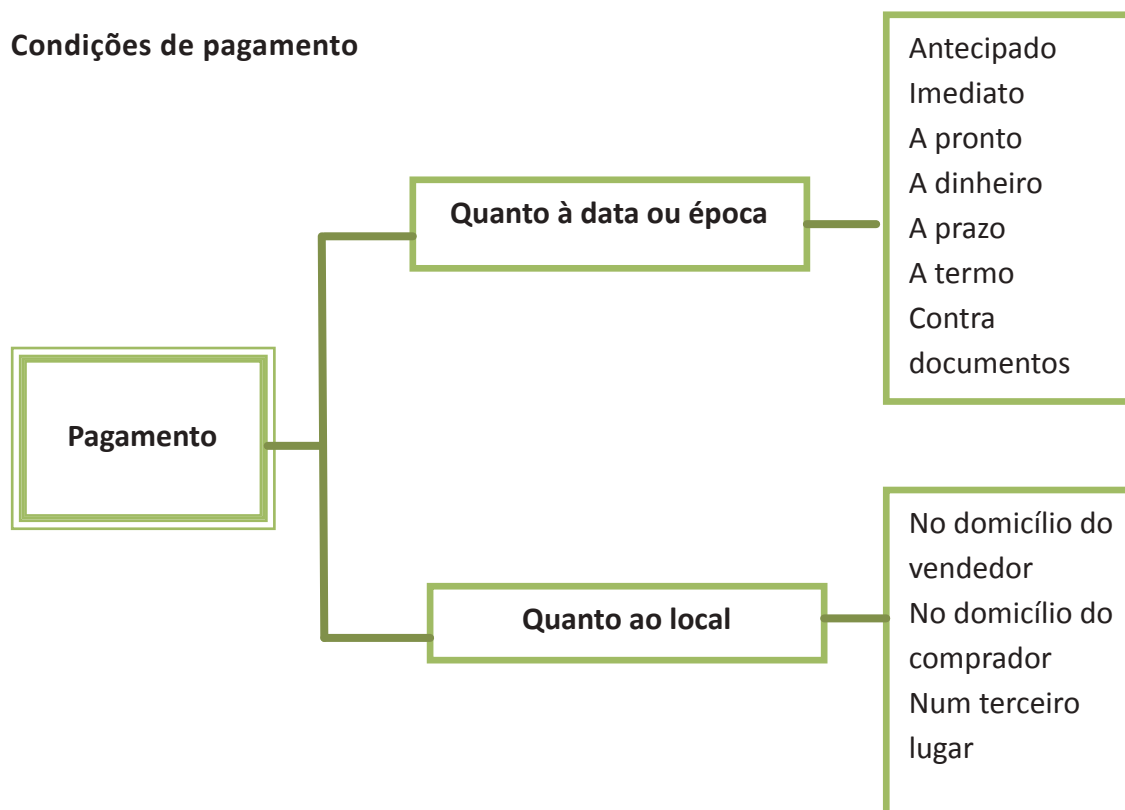 Condições de pagamento
Pagamento
Quanto à data ou época
Antecipado
Imediato
A pronto
A dinheiro
A prazo
A termo
Contra
documentos
Quanto ao local
No domicílio do
vendedor
No domicílio do
comprador
Num terceiro
lugar